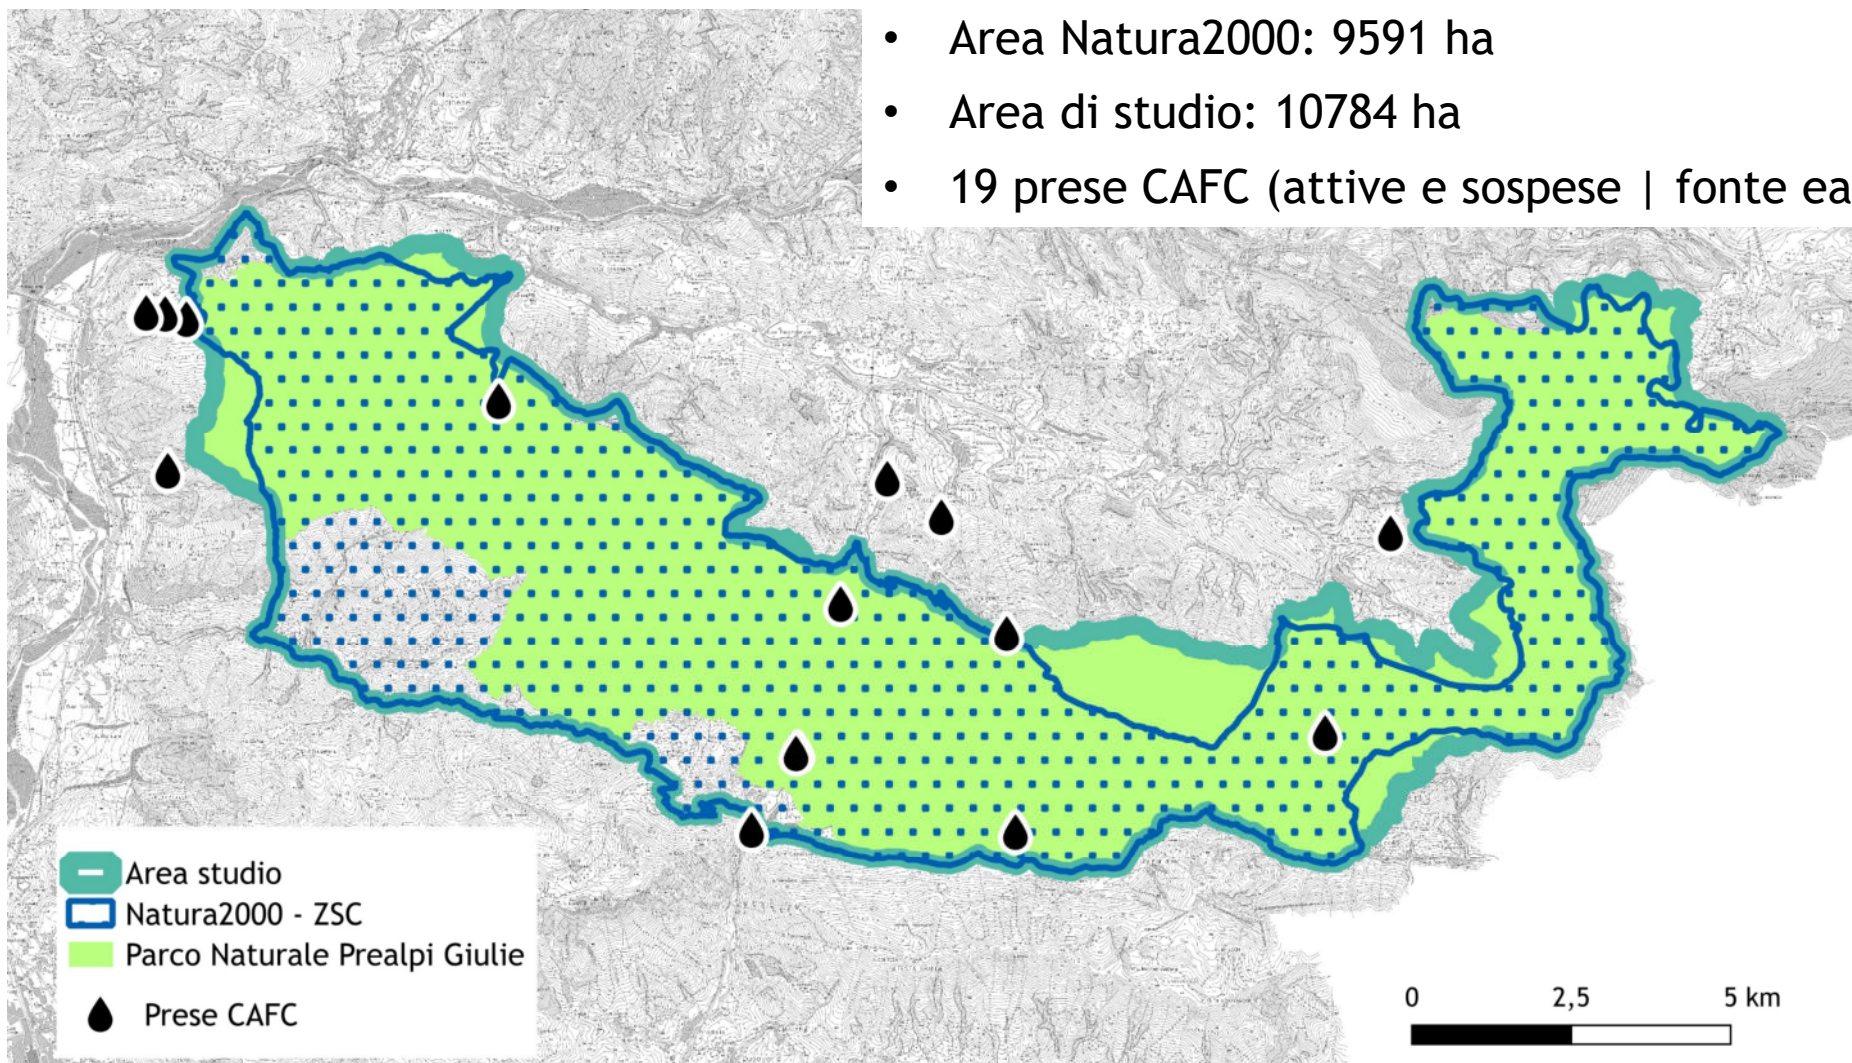 • Area Natura2000: 9591 ha
• Area di studio: 10784 ha
• 19 prese CAFC (attive e sospese | fonte ea
Area studio
Natura2000 - ZSC
Parco Naturale Prealpi Giulie
Prese CAFC
0 2,5 5 km